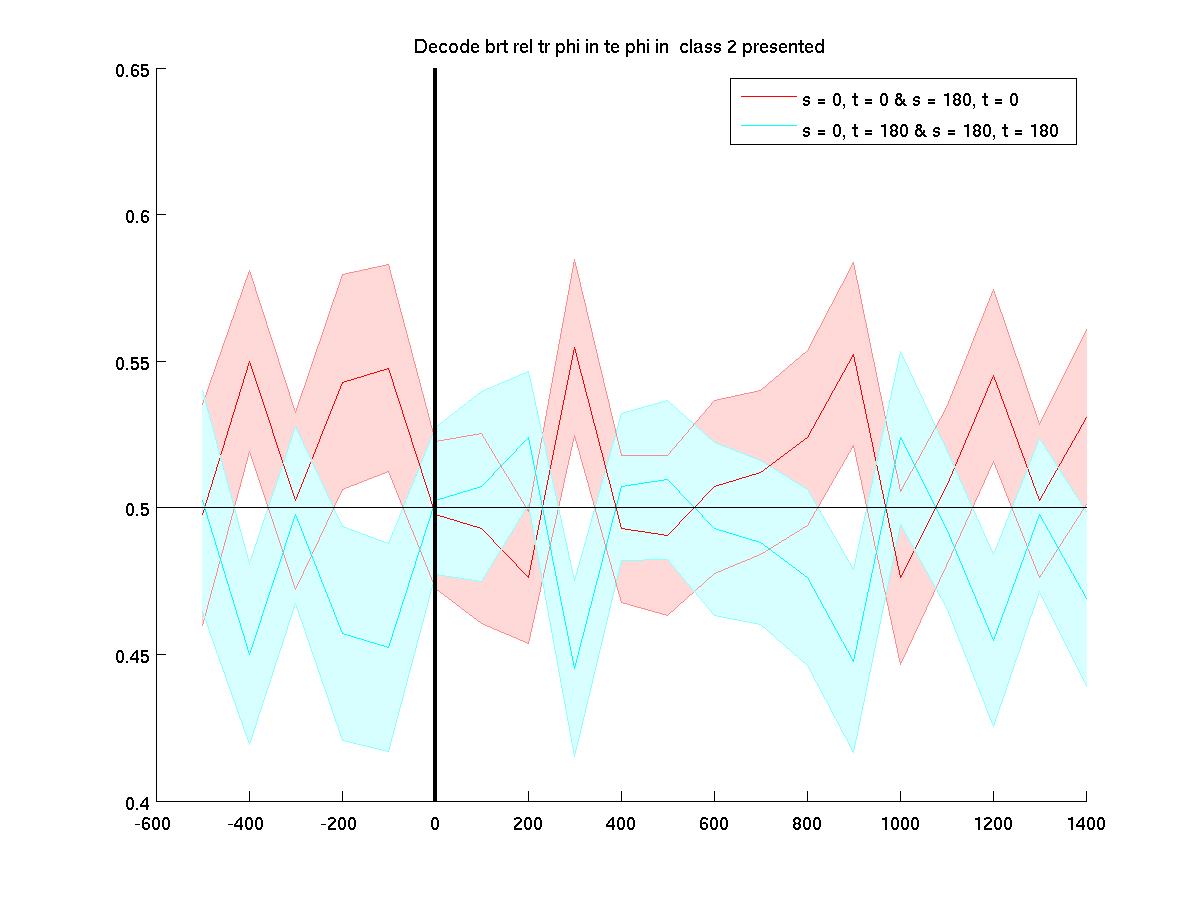 Decode brt rel tr phi in te phi in  class 2 presented
s = 0, t = 0 & s = 180, t = 0
s = 0, t = 180 & s = 180, t = 180
0.65
0.6
0.55
0.5
0.45
0.4
-600 -400 -200 0 200 400 600 800 1000 1200 1400